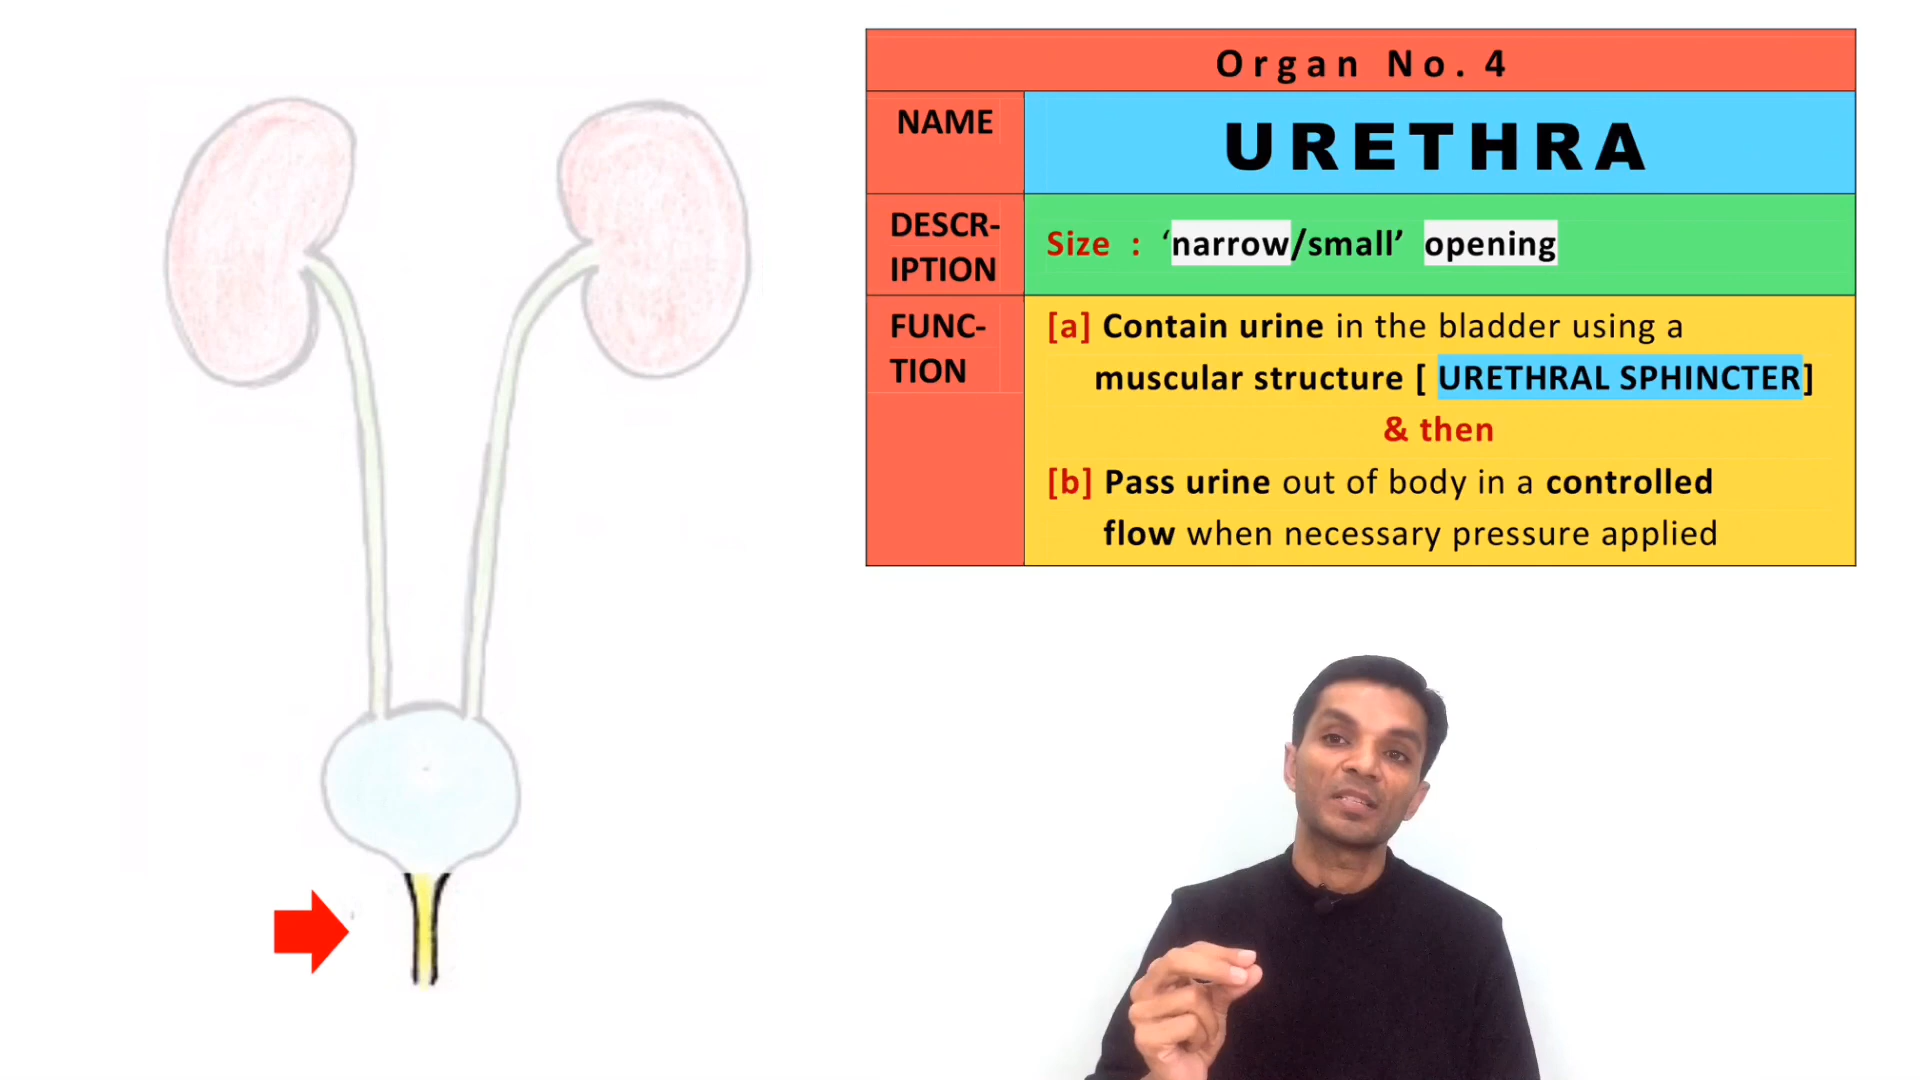 Organ No. 4
NAME
URETHRA
DESCR-
IPTION
Size : ‘narrow/small’ opening
FUNC-
TION
[a] Contain urine in the bladder using a
muscular structure [ URETHRAL SPHINCTER]
& then
[b] Pass urine out of body in a controlled
flow when necessary pressure applied